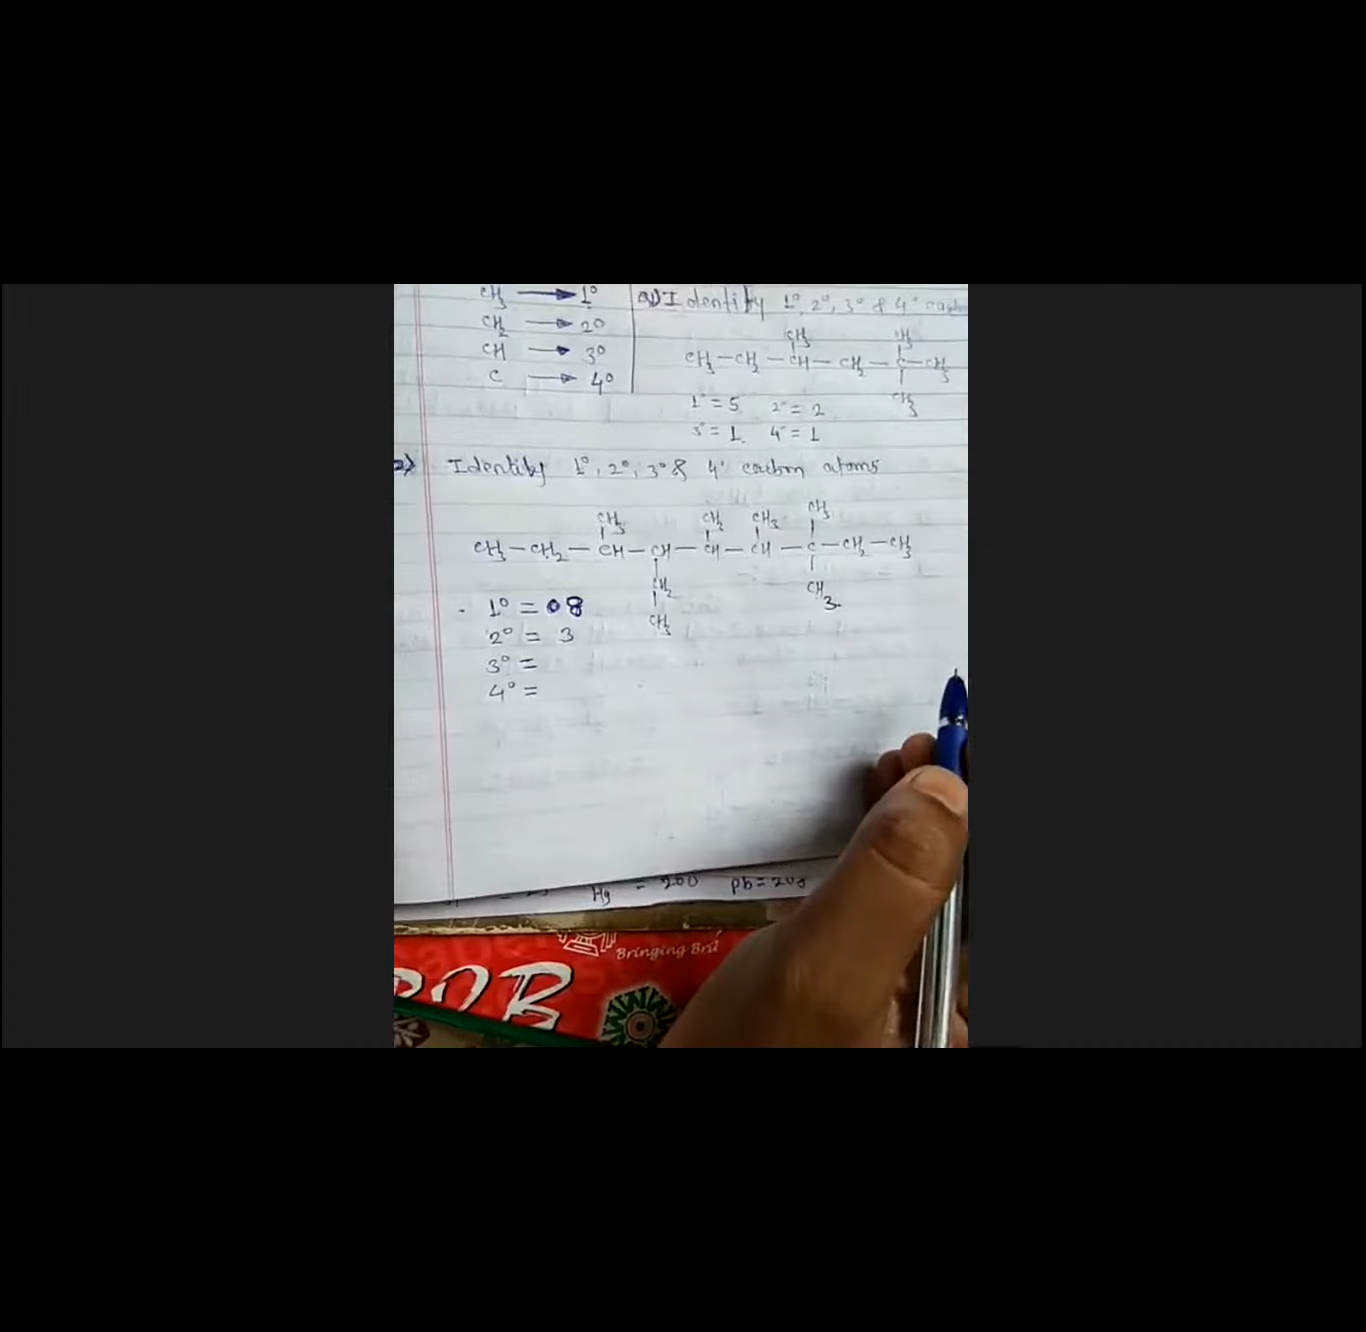 CH3 → 1°
CH2 → 2°
CH → 3°
C → 4°
Q1) Identify 1°, 2°, 3° & 4° carbon
CH3 CH3
CH3 — CH2 — CH — CH2 — C — CH3
CH3
1° = 5 2° = 2
3° = 1. 4° = 1
2) Identify 1°, 2°, 3° & 4° carbon atoms
CH3 CH2 CH3 CH3
CH3 — CH2 — CH — CH — CH — CH — C — CH2 — CH3
CH2 CH3
CH3
1° = 08
2° = 3
3° =
4° =
Hg = 200 pb = 208
Bringing